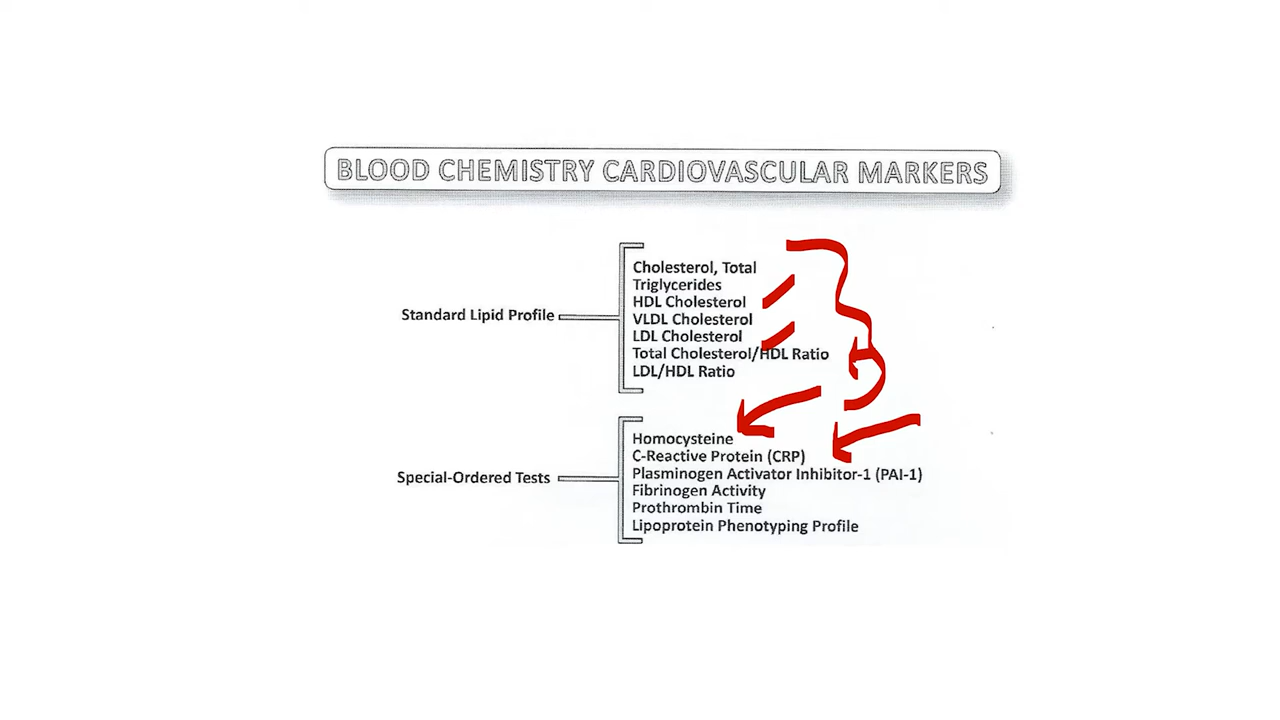 BLOOD CHEMISTRY CARDIOVASCULAR MARKERS
Standard Lipid Profile
Cholesterol, Total
Triglycerides
HDL Cholesterol
VLDL Cholesterol
LDL Cholesterol
Total Cholesterol/HDL Ratio
LDL/HDL Ratio
Special-Ordered Tests
Homocysteine
C-Reactive Protein (CRP)
Plasminogen Activator Inhibitor-1 (PAI-1)
Fibrinogen Activity
Prothrombin Time
Lipoprotein Phenotyping Profile